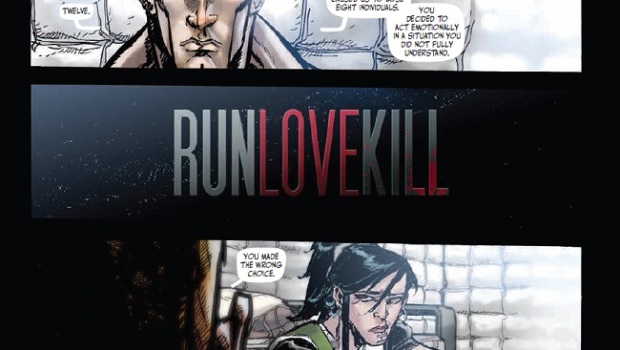 TWELVE.
EIGHT INDIVIDUALS.
YOU
DECIDED TO
ACT EMOTIONALLY
IN A SITUATION YOU
DID NOT FULLY
UNDERSTAND.
RUNLOVEKILL
YOU MADE
THE WRONG
CHOICE.